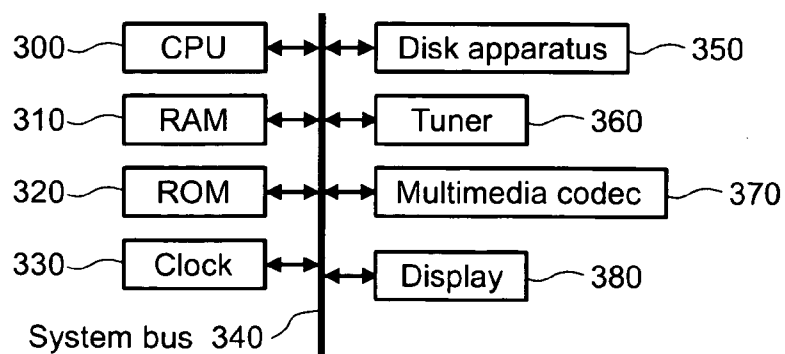 300 CPU Disk apparatus 350
310 RAM Tuner 360
320 ROM Multimedia codec 370
330 Clock Display 380
System bus 340